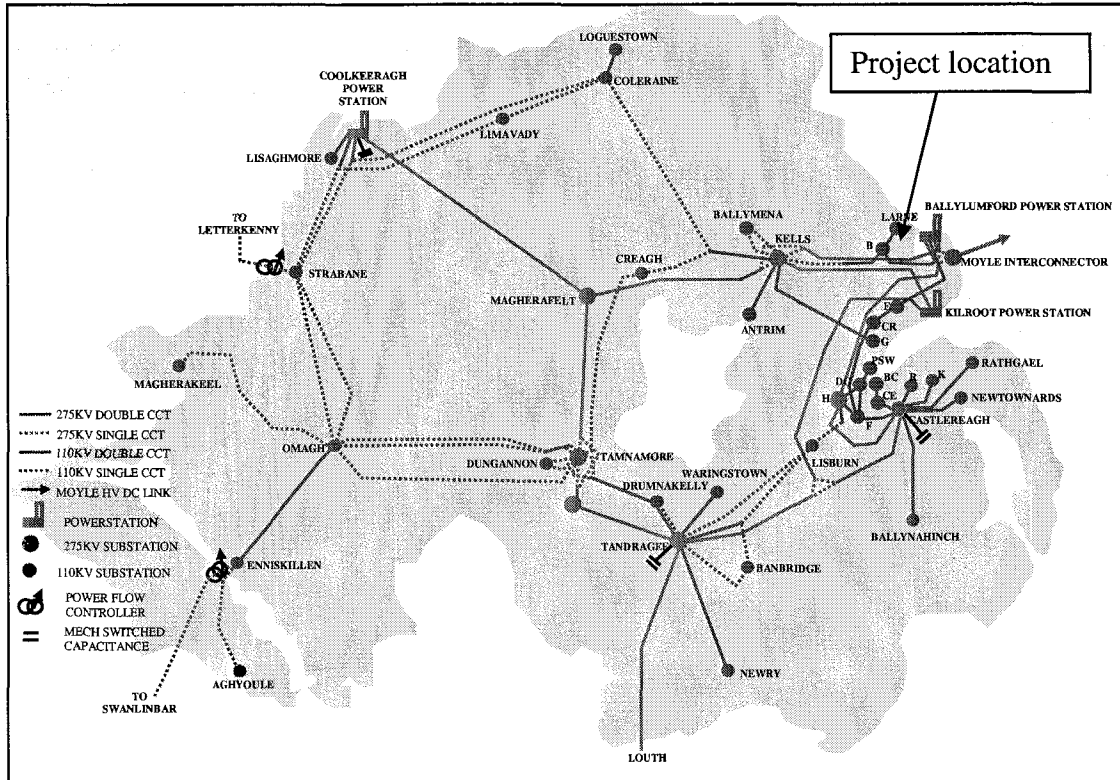 LOGUESTOWN
Project location
COOLKEERAGH
POWER
STATION
COLERAINE
LIMAVADY
LISAGHMORE
TO
LETTERKENNY
BALLYMENA
LARNE
BALLYLUMFORD POWER STATION
KELLS
B
MOYLE INTERCONNECTOR
STRABANE
CREAGH
MAGHERAFELT
E
KILROOT POWER STATION
ANTRIM
CR
G
PSW
RATHGAEL
MAGHERAKEEL
BC
R
K
H
CE
NEWTOWNARDS
CASTLEREAGH
F
275KV DOUBLE CCT
275KV SINGLE CCT
110KV DOUBLE CCT
110KV SINGLE CCT
MOYLE HV DC LINK
POWERSTATION
275KV SUBSTATION
110KV SUBSTATION
POWER FLOW
CONTROLLER
MECH SWITCHED
CAPACITANCE
OMAGH
DUNGANNON
TAMNAMORE
LISBURN
WARINGSTOWN
DRUMNAKELLY
BALLYNAHINCH
TANDRAGEE
BANBRIDGE
ENNISKILLEN
AGHYOULE
NEWRY
TO
SWANLINBAR
LOUTH